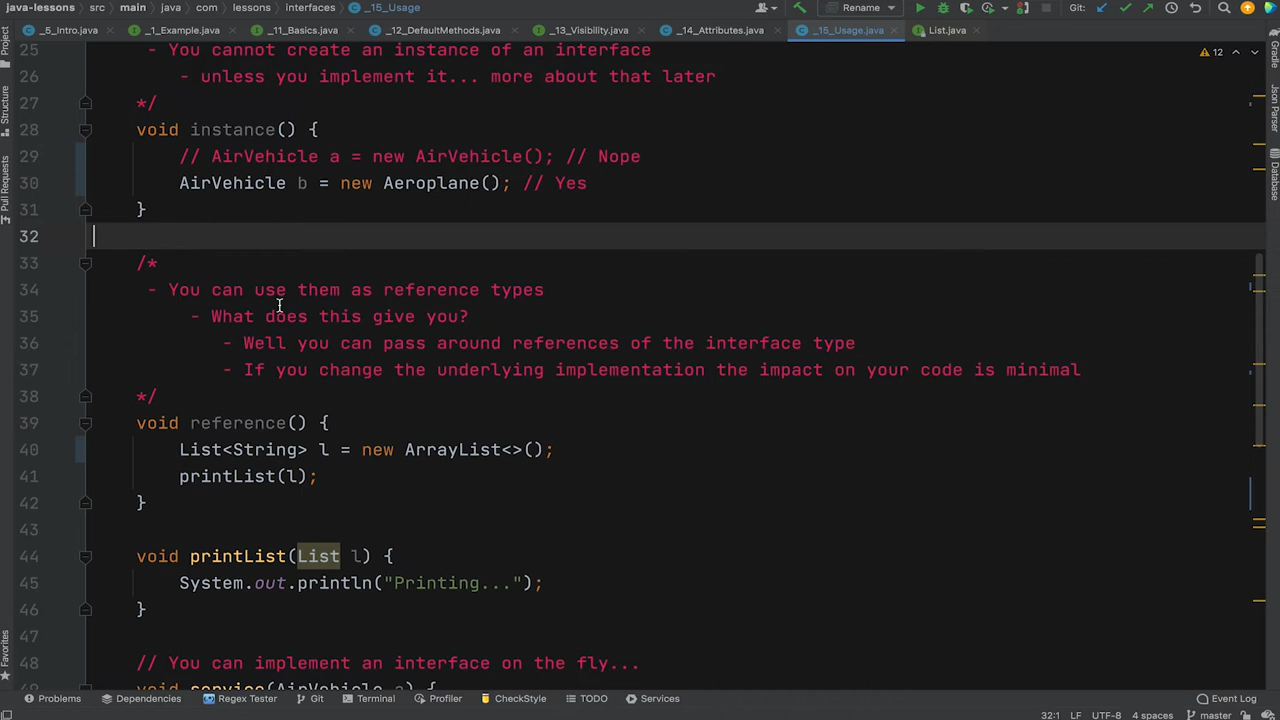 java-lessons › src › main › java › com › lessons › interfaces › _15_Usage
Rename
Git:
_5_Intro.java
_1_Example.java
_11_Basics.java
_12_DefaultMethods.java
_13_Visibility.java
_14_Attributes.java
_15_Usage.java
List.java
12
Project
Structure
Pull Requests
Favorites
Gradle
Json Parser
Database
25 - You cannot create an instance of an interface
26 - unless you implement it... more about that later
27 */
28 void instance() {
29 // AirVehicle a = new AirVehicle(); // Nope
30 AirVehicle b = new Aeroplane(); // Yes
31 }
32
33 /*
34 - You can use them as reference types
35 - What does this give you?
36 - Well you can pass around references of the interface type
37 - If you change the underlying implementation the impact on your code is minimal
38 */
39 void reference() {
40 List<String> l = new ArrayList<>();
41 printList(l);
42 }
43
44 void printList(List l) {
45 System.out.println("Printing...");
46 }
47
48 // You can implement an interface on the fly...
49 void service(AirVehicle a) {
Problems
Dependencies
Regex Tester
Git
Terminal
Profiler
CheckStyle
TODO
Services
Event Log
32:1 LF UTF-8 4 spaces master